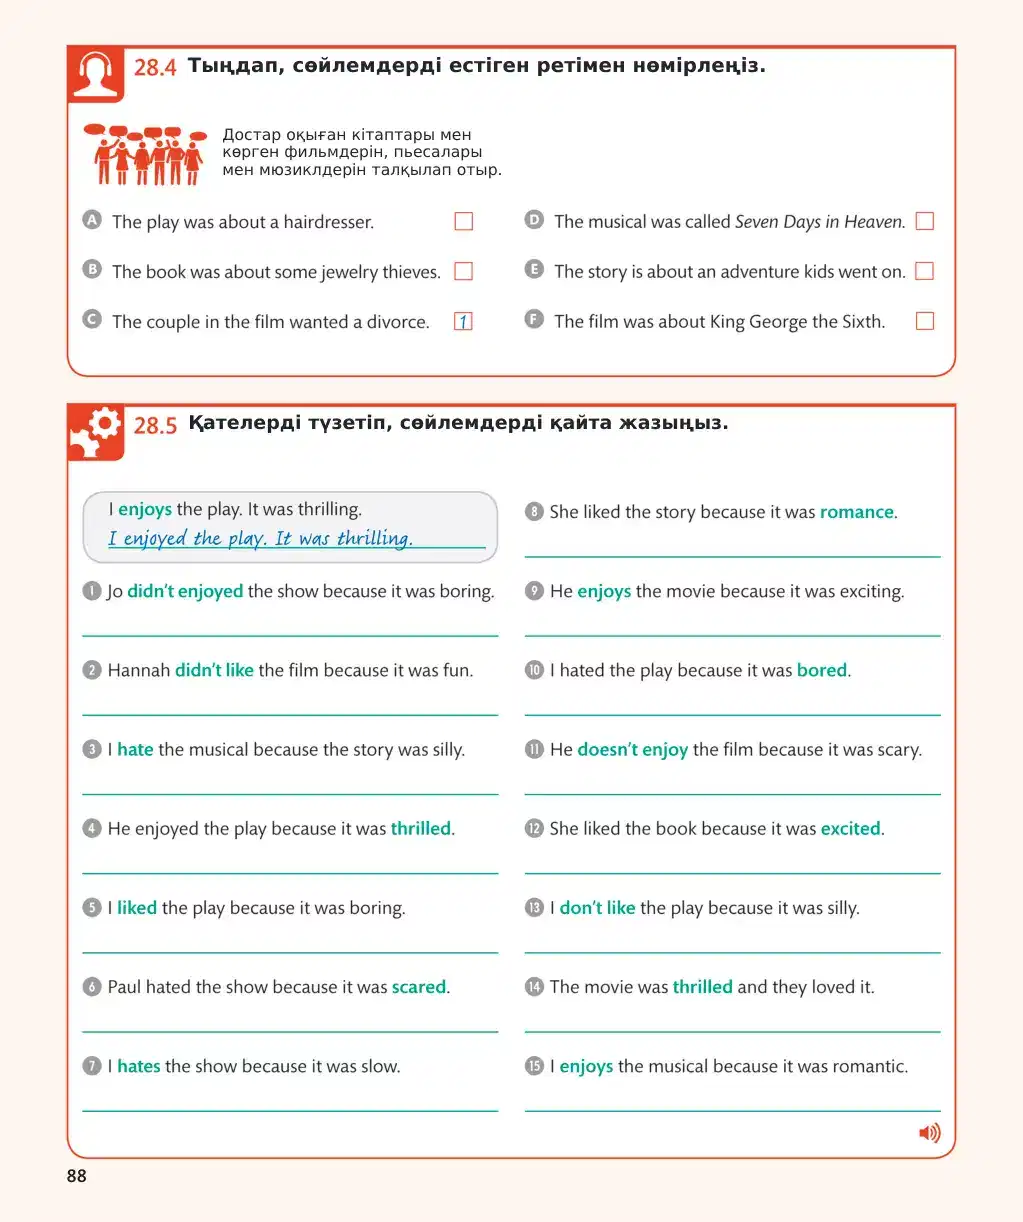 28.4 Тыңдап, сөйлемдерді естіген ретімен нөмірлеңіз.
Достар оқыған кітаптары мен
көрген фильмдерін, пьесалары
мен мюзиклдерін талқылап отыр.
A The play was about a hairdresser.
B The book was about some jewelry thieves.
C The couple in the film wanted a divorce. 1
D The musical was called Seven Days in Heaven.
E The story is about an adventure kids went on.
F The film was about King George the Sixth.
28.5 Қателерді түзетіп, сөйлемдерді қайта жазыңыз.
I enjoys the play. It was thrilling.
I enjoyed the play. It was thrilling.
1 Jo didn't enjoyed the show because it was boring.
2 Hannah didn't like the film because it was fun.
3 I hate the musical because the story was silly.
4 He enjoyed the play because it was thrilled.
5 I liked the play because it was boring.
6 Paul hated the show because it was scared.
7 I hates the show because it was slow.
8 She liked the story because it was romance.
9 He enjoys the movie because it was exciting.
10 I hated the play because it was bored.
11 He doesn't enjoy the film because it was scary.
12 She liked the book because it was excited.
13 I don't like the play because it was silly.
14 The movie was thrilled and they loved it.
15 I enjoys the musical because it was romantic.
88